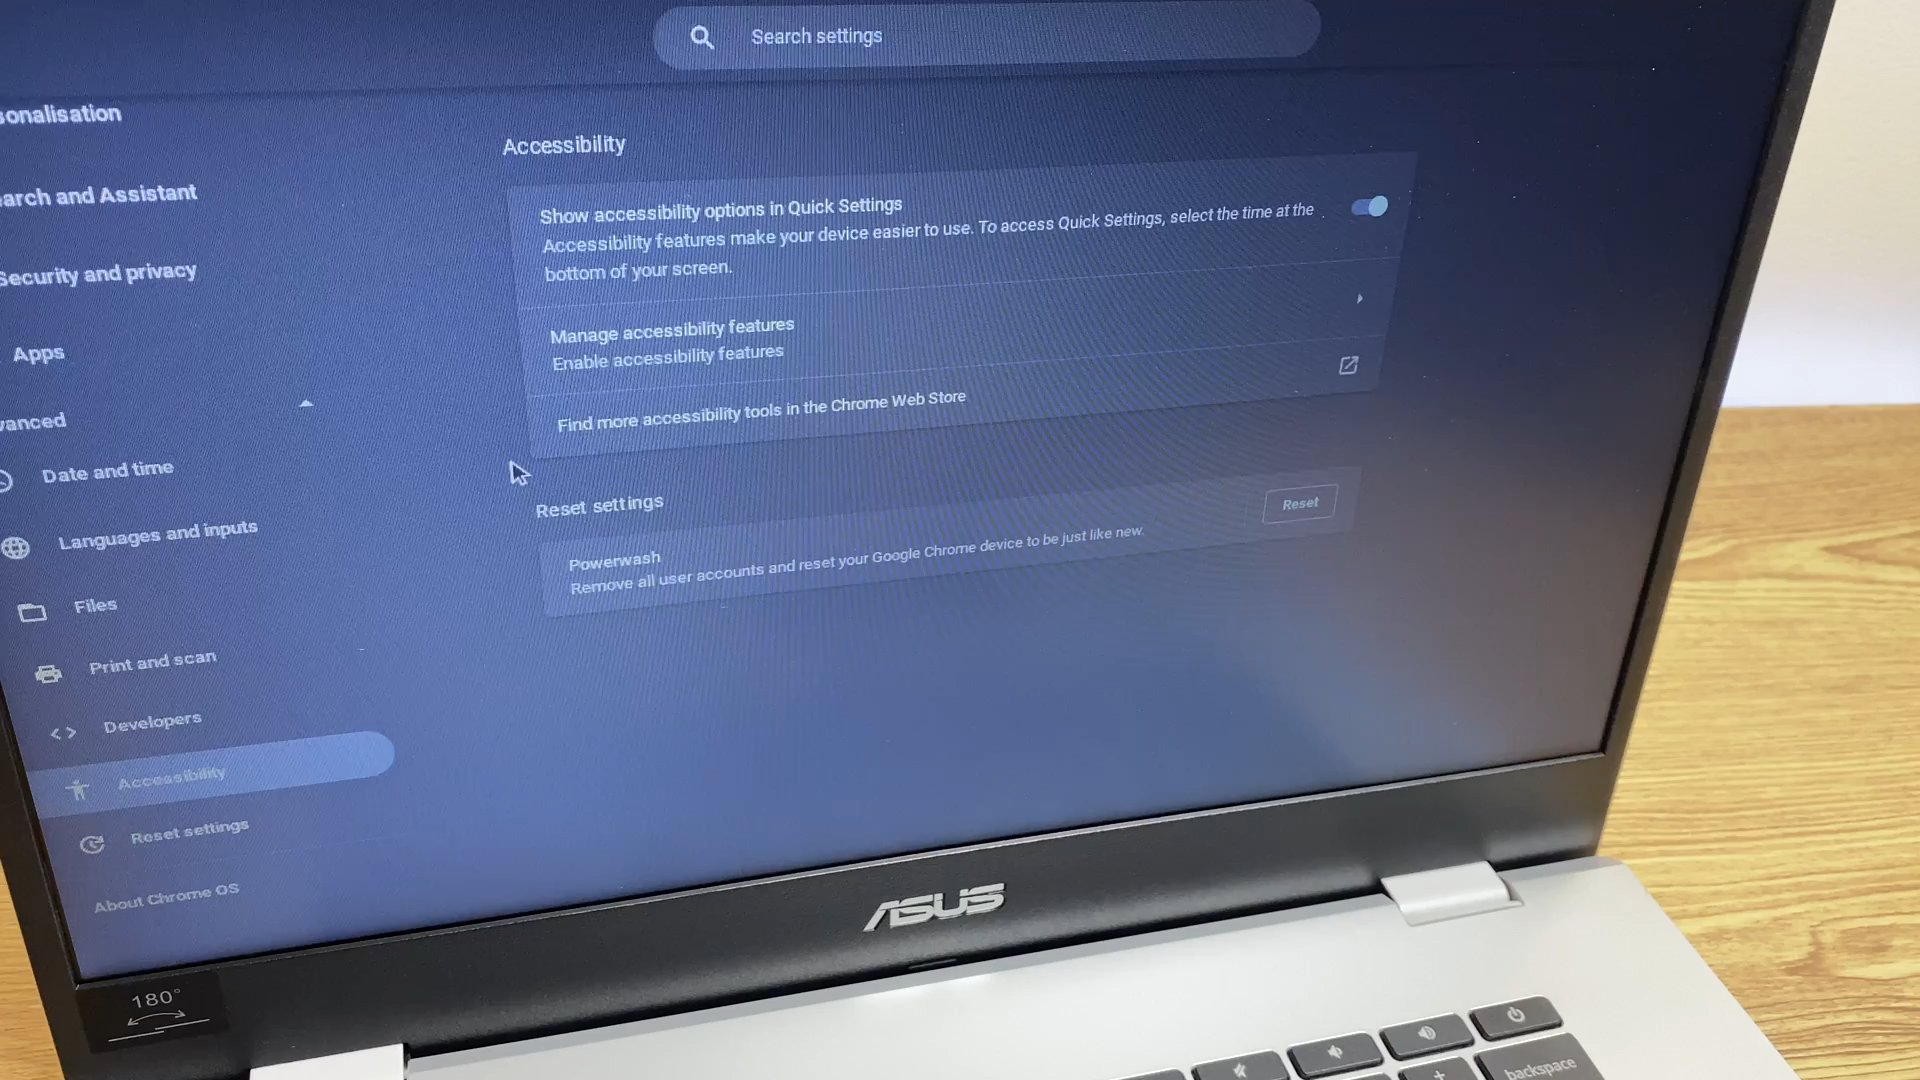 Search settings
sonalisation
arch and Assistant
Security and privacy
Apps
vanced
Date and time
Languages and inputs
Files
Print and scan
Developers
Accessibility
Reset settings
About Chrome OS
Accessibility
Show accessibility options in Quick Settings
Accessibility features make your device easier to use. To access Quick Settings, select the time at the
bottom of your screen.
Manage accessibility features
Enable accessibility features
Find more accessibility tools in the Chrome Web Store
Reset settings
Powerwash
Remove all user accounts and reset your Google Chrome device to be just like new.
Reset
ASUS
180°
+
backspace